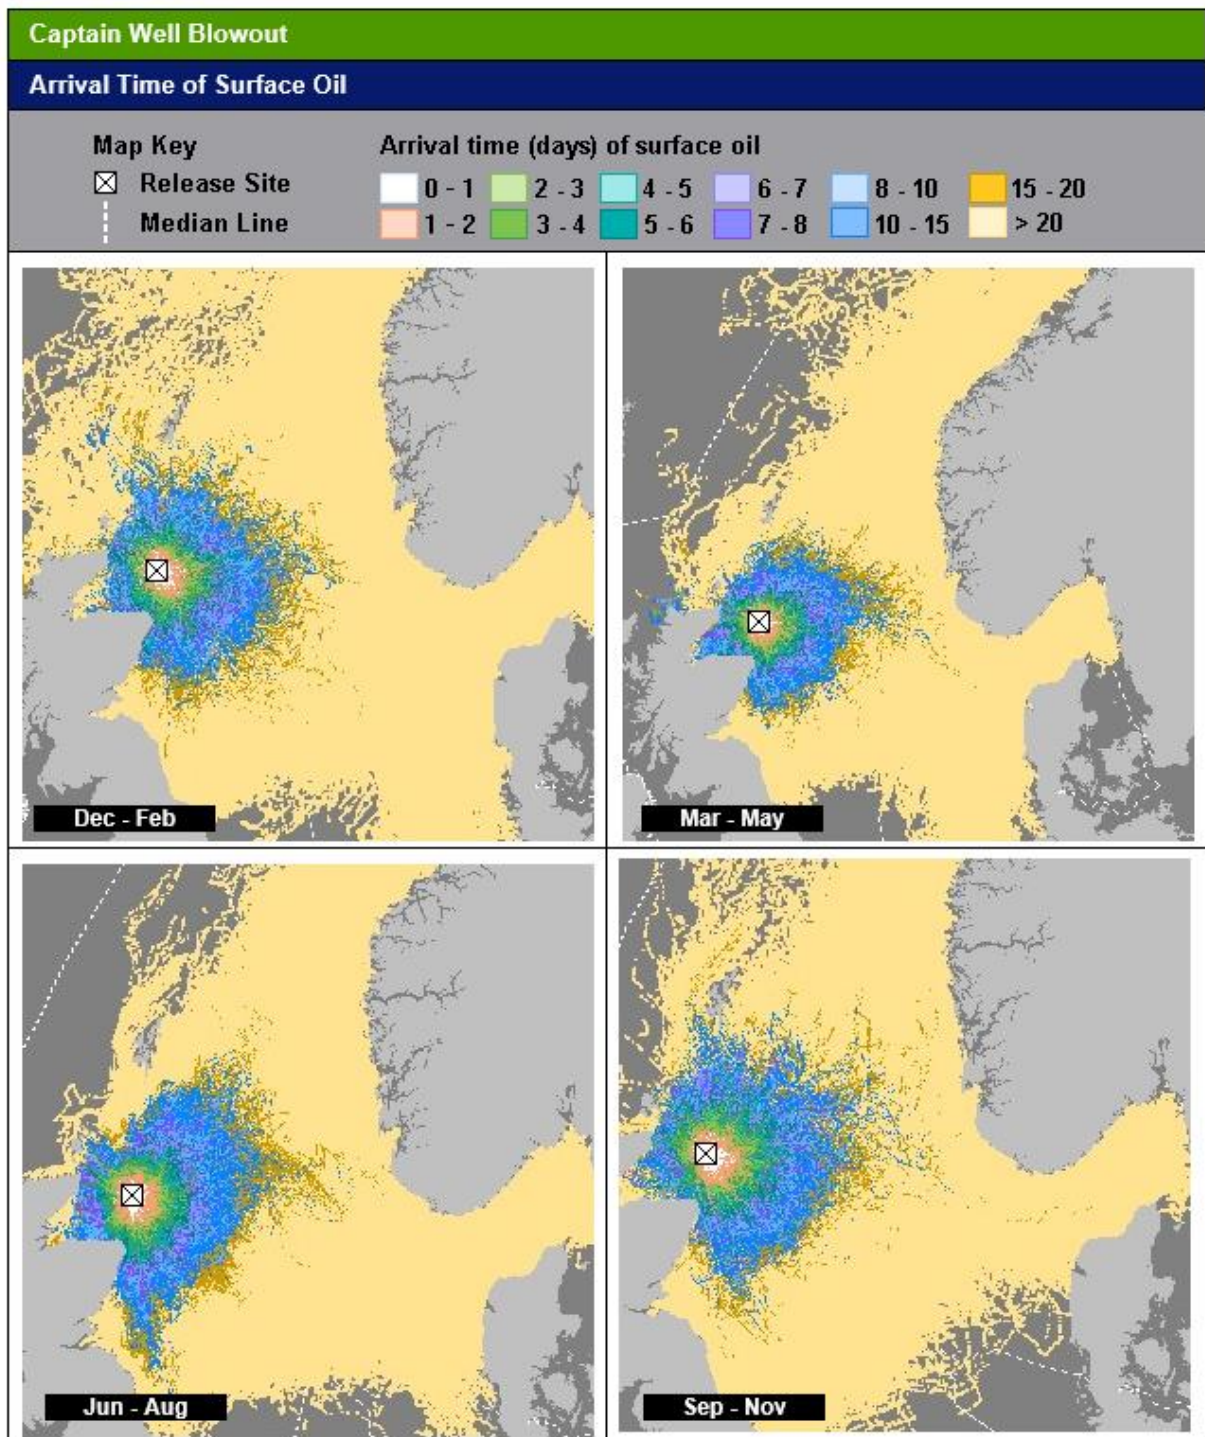 Captain Well Blowout
Arrival Time of Surface Oil
Map Key
Release Site
Median Line
Arrival time (days) of surface oil
0 - 1 2 - 3 4 - 5 6 - 7 8 - 10 15 - 20
1 - 2 3 - 4 5 - 6 7 - 8 10 - 15 > 20
Dec - Feb
Mar - May
Jun - Aug
Sep - Nov